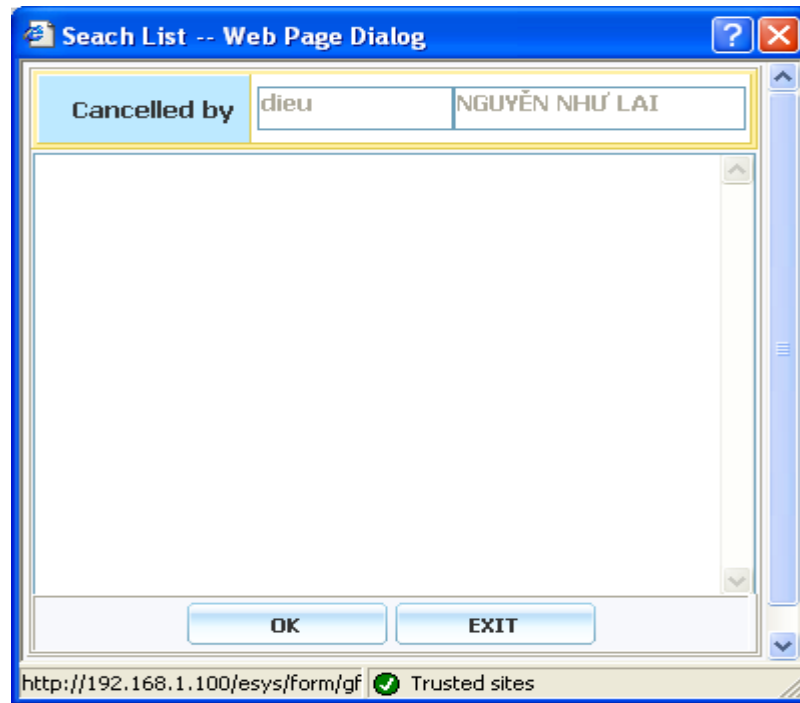 Seach List -- Web Page Dialog
Cancelled by dieu NGUYỄN NHƯ LAI
OK EXIT
http://192.168.1.100/esys/form/gf Trusted sites